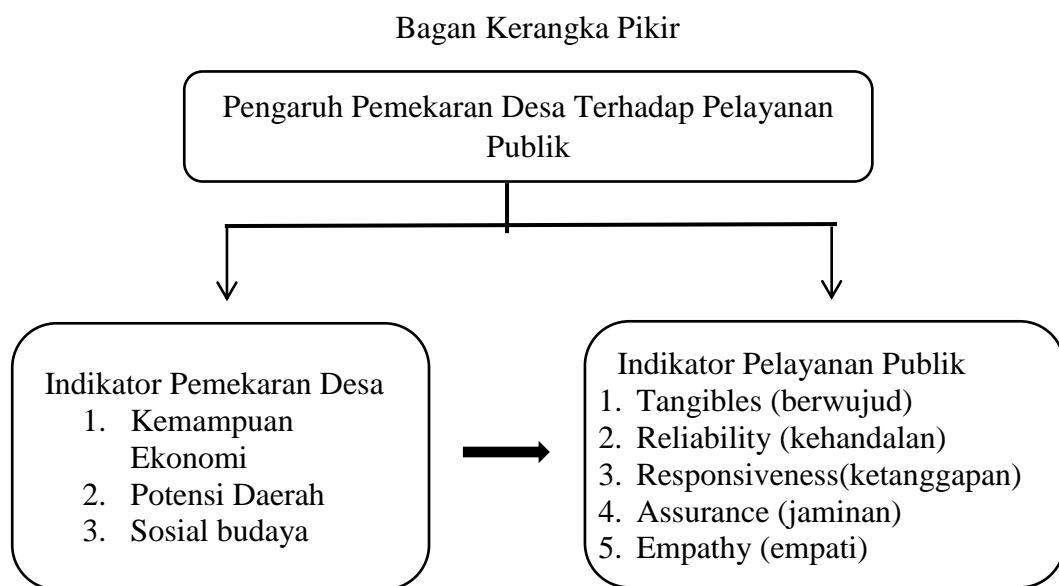 Bagan Kerangka Pikir
Pengaruh Pemekaran Desa Terhadap Pelayanan
Publik
Indikator Pemekaran Desa
1. Kemampuan
Ekonomi
2. Potensi Daerah
3. Sosial budaya
Indikator Pelayanan Publik
1. Tangibles (berwujud)
2. Reliability (kehandalan)
3. Responsiveness(ketanggapan)
4. Assurance (jaminan)
5. Empathy (empati)